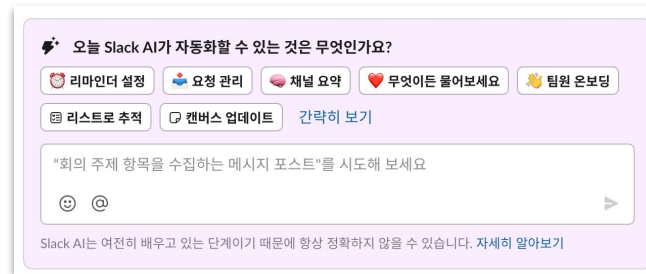 오늘 Slack AI가 자동화할 수 있는 것은 무엇인가요?
⏰ 리마인더 설정 📥 요청 관리 🧠 채널 요약 ❤️ 무엇이든 물어보세요 👋 팀원 온보딩
리스트로 추적 캔버스 업데이트 간략히 보기
"회의 주제 항목을 수집하는 메시지 포스트"를 시도해 보세요
@
Slack AI는 여전히 배우고 있는 단계이기 때문에 항상 정확하지 않을 수 있습니다. 자세히 알아보기